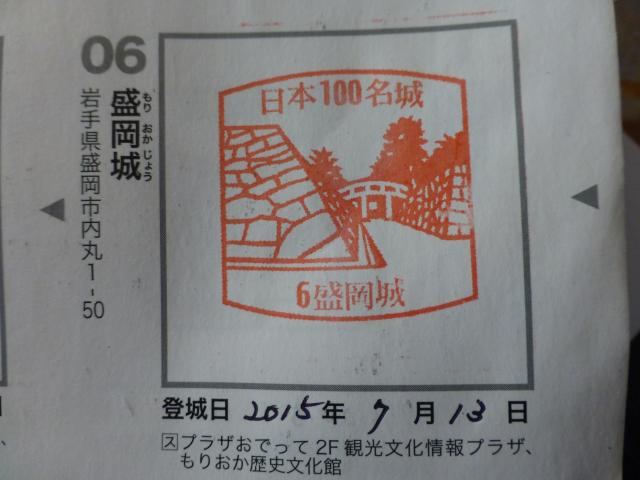 06
盛岡城
もり おか じょう
岩手県盛岡市内丸1-50
日本100名城
6盛岡城
登城日 2015年 7月13日
スプラザおでって2F観光文化情報プラザ、
もりおか歴史文化館